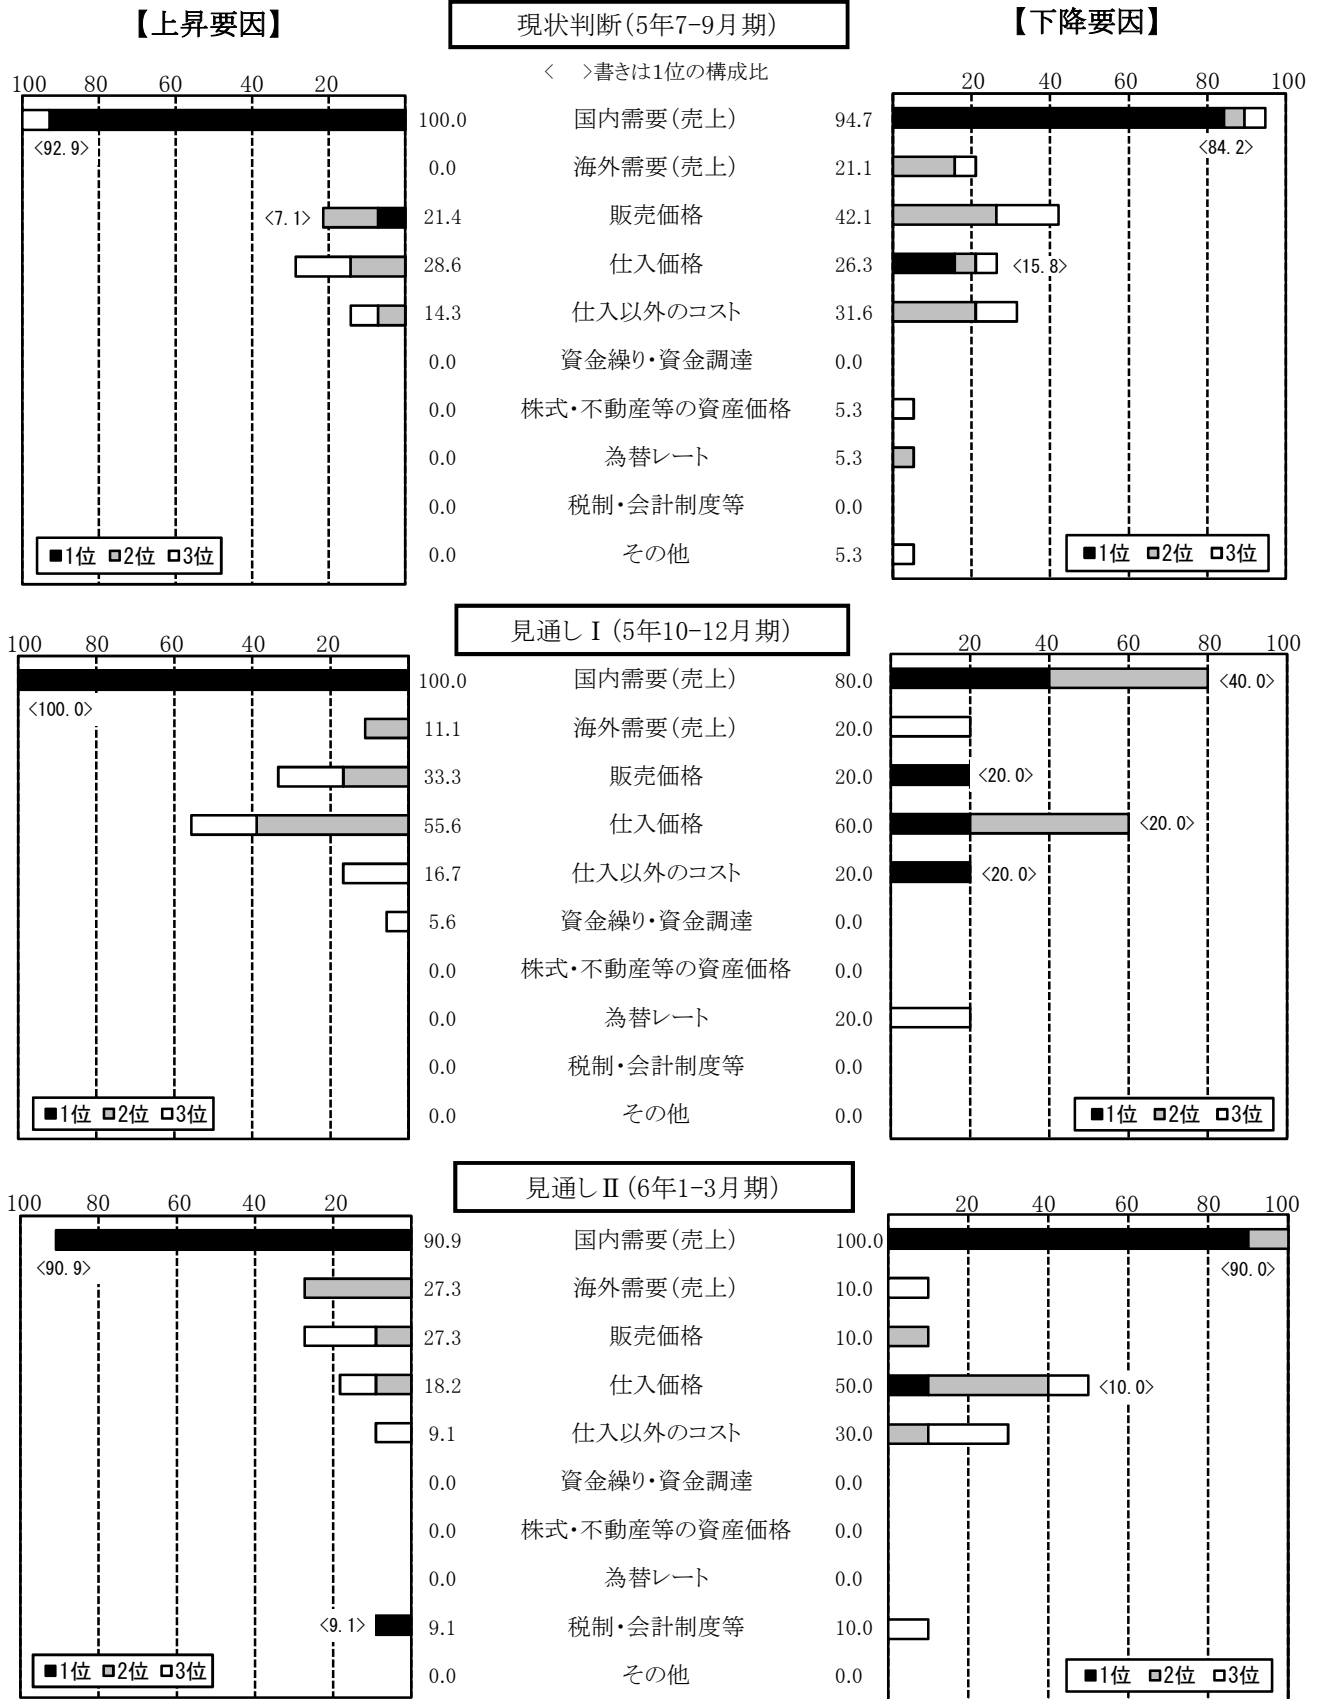 【上昇要因】 現状判断(5年7-9月期) 【下降要因】
< >書きは1位の構成比
100 80 60 40 20 20 40 60 80 100
100.0 国内需要(売上) 94.7
<92.9> <84.2>
0.0 海外需要(売上) 21.1
<7.1> 21.4 販売価格 42.1
28.6 仕入価格 26.3 <15.8>
14.3 仕入以外のコスト 31.6
0.0 資金繰り・資金調達 0.0
0.0 株式・不動産等の資産価格 5.3
0.0 為替レート 5.3
0.0 税制・会計制度等 0.0
■1位 ■2位 □3位 0.0 その他 5.3 ■1位 ■2位 □3位
見通しⅠ(5年10-12月期)
100 80 60 40 20 20 40 60 80 100
100.0 国内需要(売上) 80.0 <40.0>
<100.0>
11.1 海外需要(売上) 20.0
33.3 販売価格 20.0 <20.0>
55.6 仕入価格 60.0 <20.0>
16.7 仕入以外のコスト 20.0 <20.0>
5.6 資金繰り・資金調達 0.0
0.0 株式・不動産等の資産価格 0.0
0.0 為替レート 20.0
0.0 税制・会計制度等 0.0
■1位 ■2位 □3位 0.0 その他 0.0 ■1位 ■2位 □3位
見通しⅡ(6年1-3月期)
100 80 60 40 20 20 40 60 80 100
90.9 国内需要(売上) 100.0
<90.9> <90.0>
27.3 海外需要(売上) 10.0
27.3 販売価格 10.0
18.2 仕入価格 50.0 <10.0>
9.1 仕入以外のコスト 30.0
0.0 資金繰り・資金調達 0.0
0.0 株式・不動産等の資産価格 0.0
0.0 為替レート 0.0
<9.1> 9.1 税制・会計制度等 10.0
■1位 ■2位 □3位 0.0 その他 0.0 ■1位 ■2位 □3位